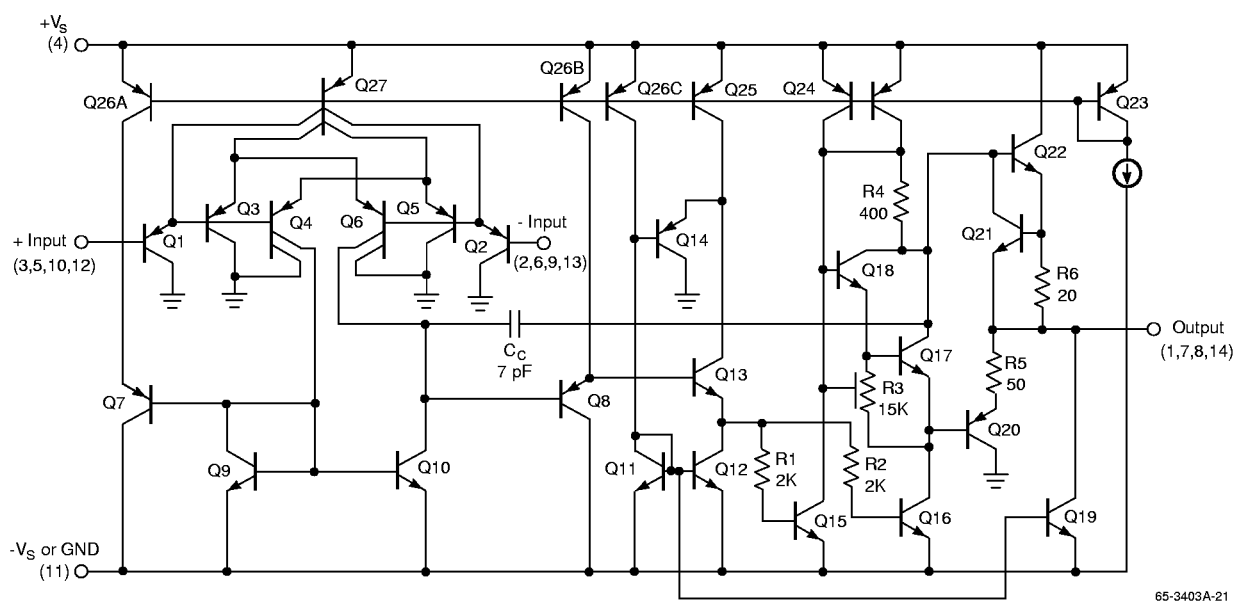 +VS
(4)
Q26A
Q27
Q26B
Q26C
Q25
Q24
Q23
Q22
Q3
Q4
Q6
Q5
R4
400
+ Input
(3,5,10,12)
Q1
Q2
- Input
(2,6,9,13)
Q14
Q21
Q18
R6
20
CC
7 pF
Output
(1,7,8,14)
Q17
Q13
R5
50
R3
15K
Q7
Q8
Q20
Q9
Q10
Q11
Q12
R1
2K
R2
2K
Q15
Q16
Q19
-VS or GND
(11)
65-3403A-21